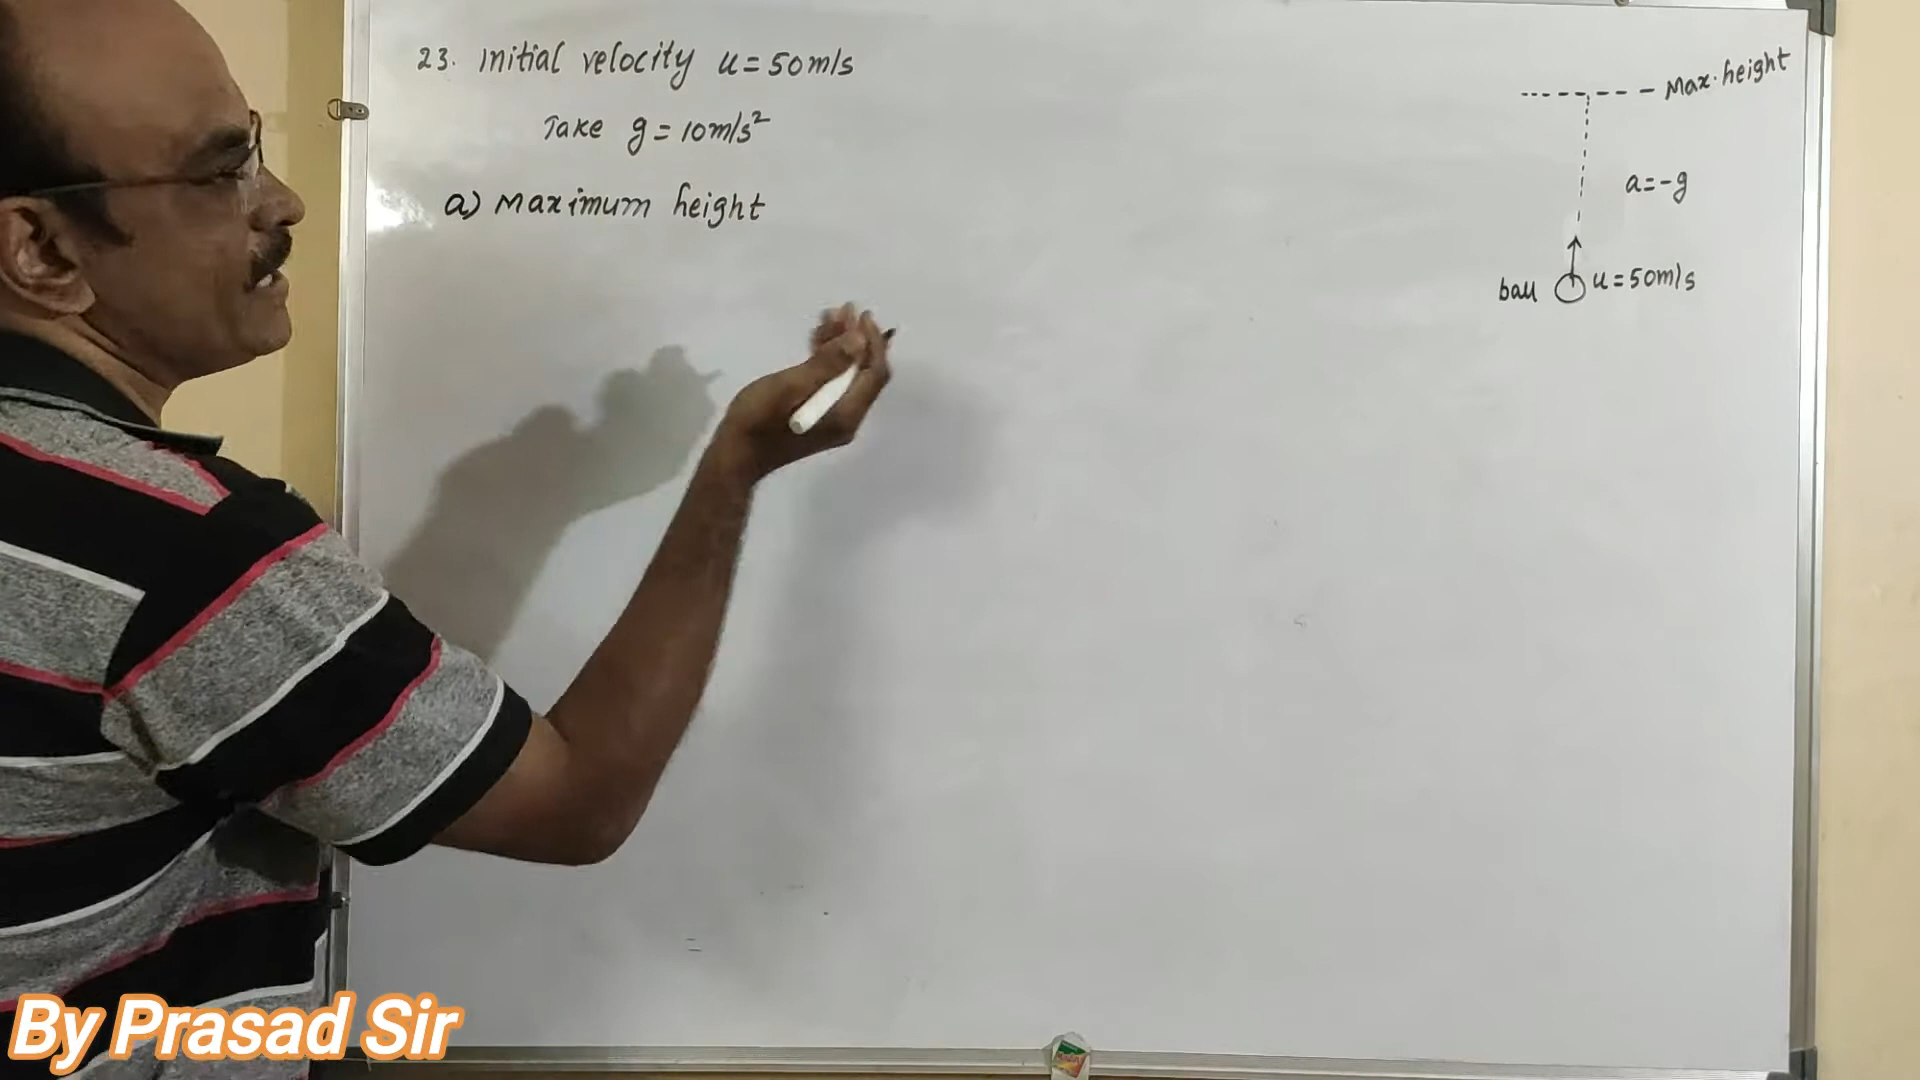 23. Initial velocity u = 50m/s
Take g = 10m/s²
a) Maximum height
Max. height
a = -g
ball u = 50m/s
By Prasad Sir